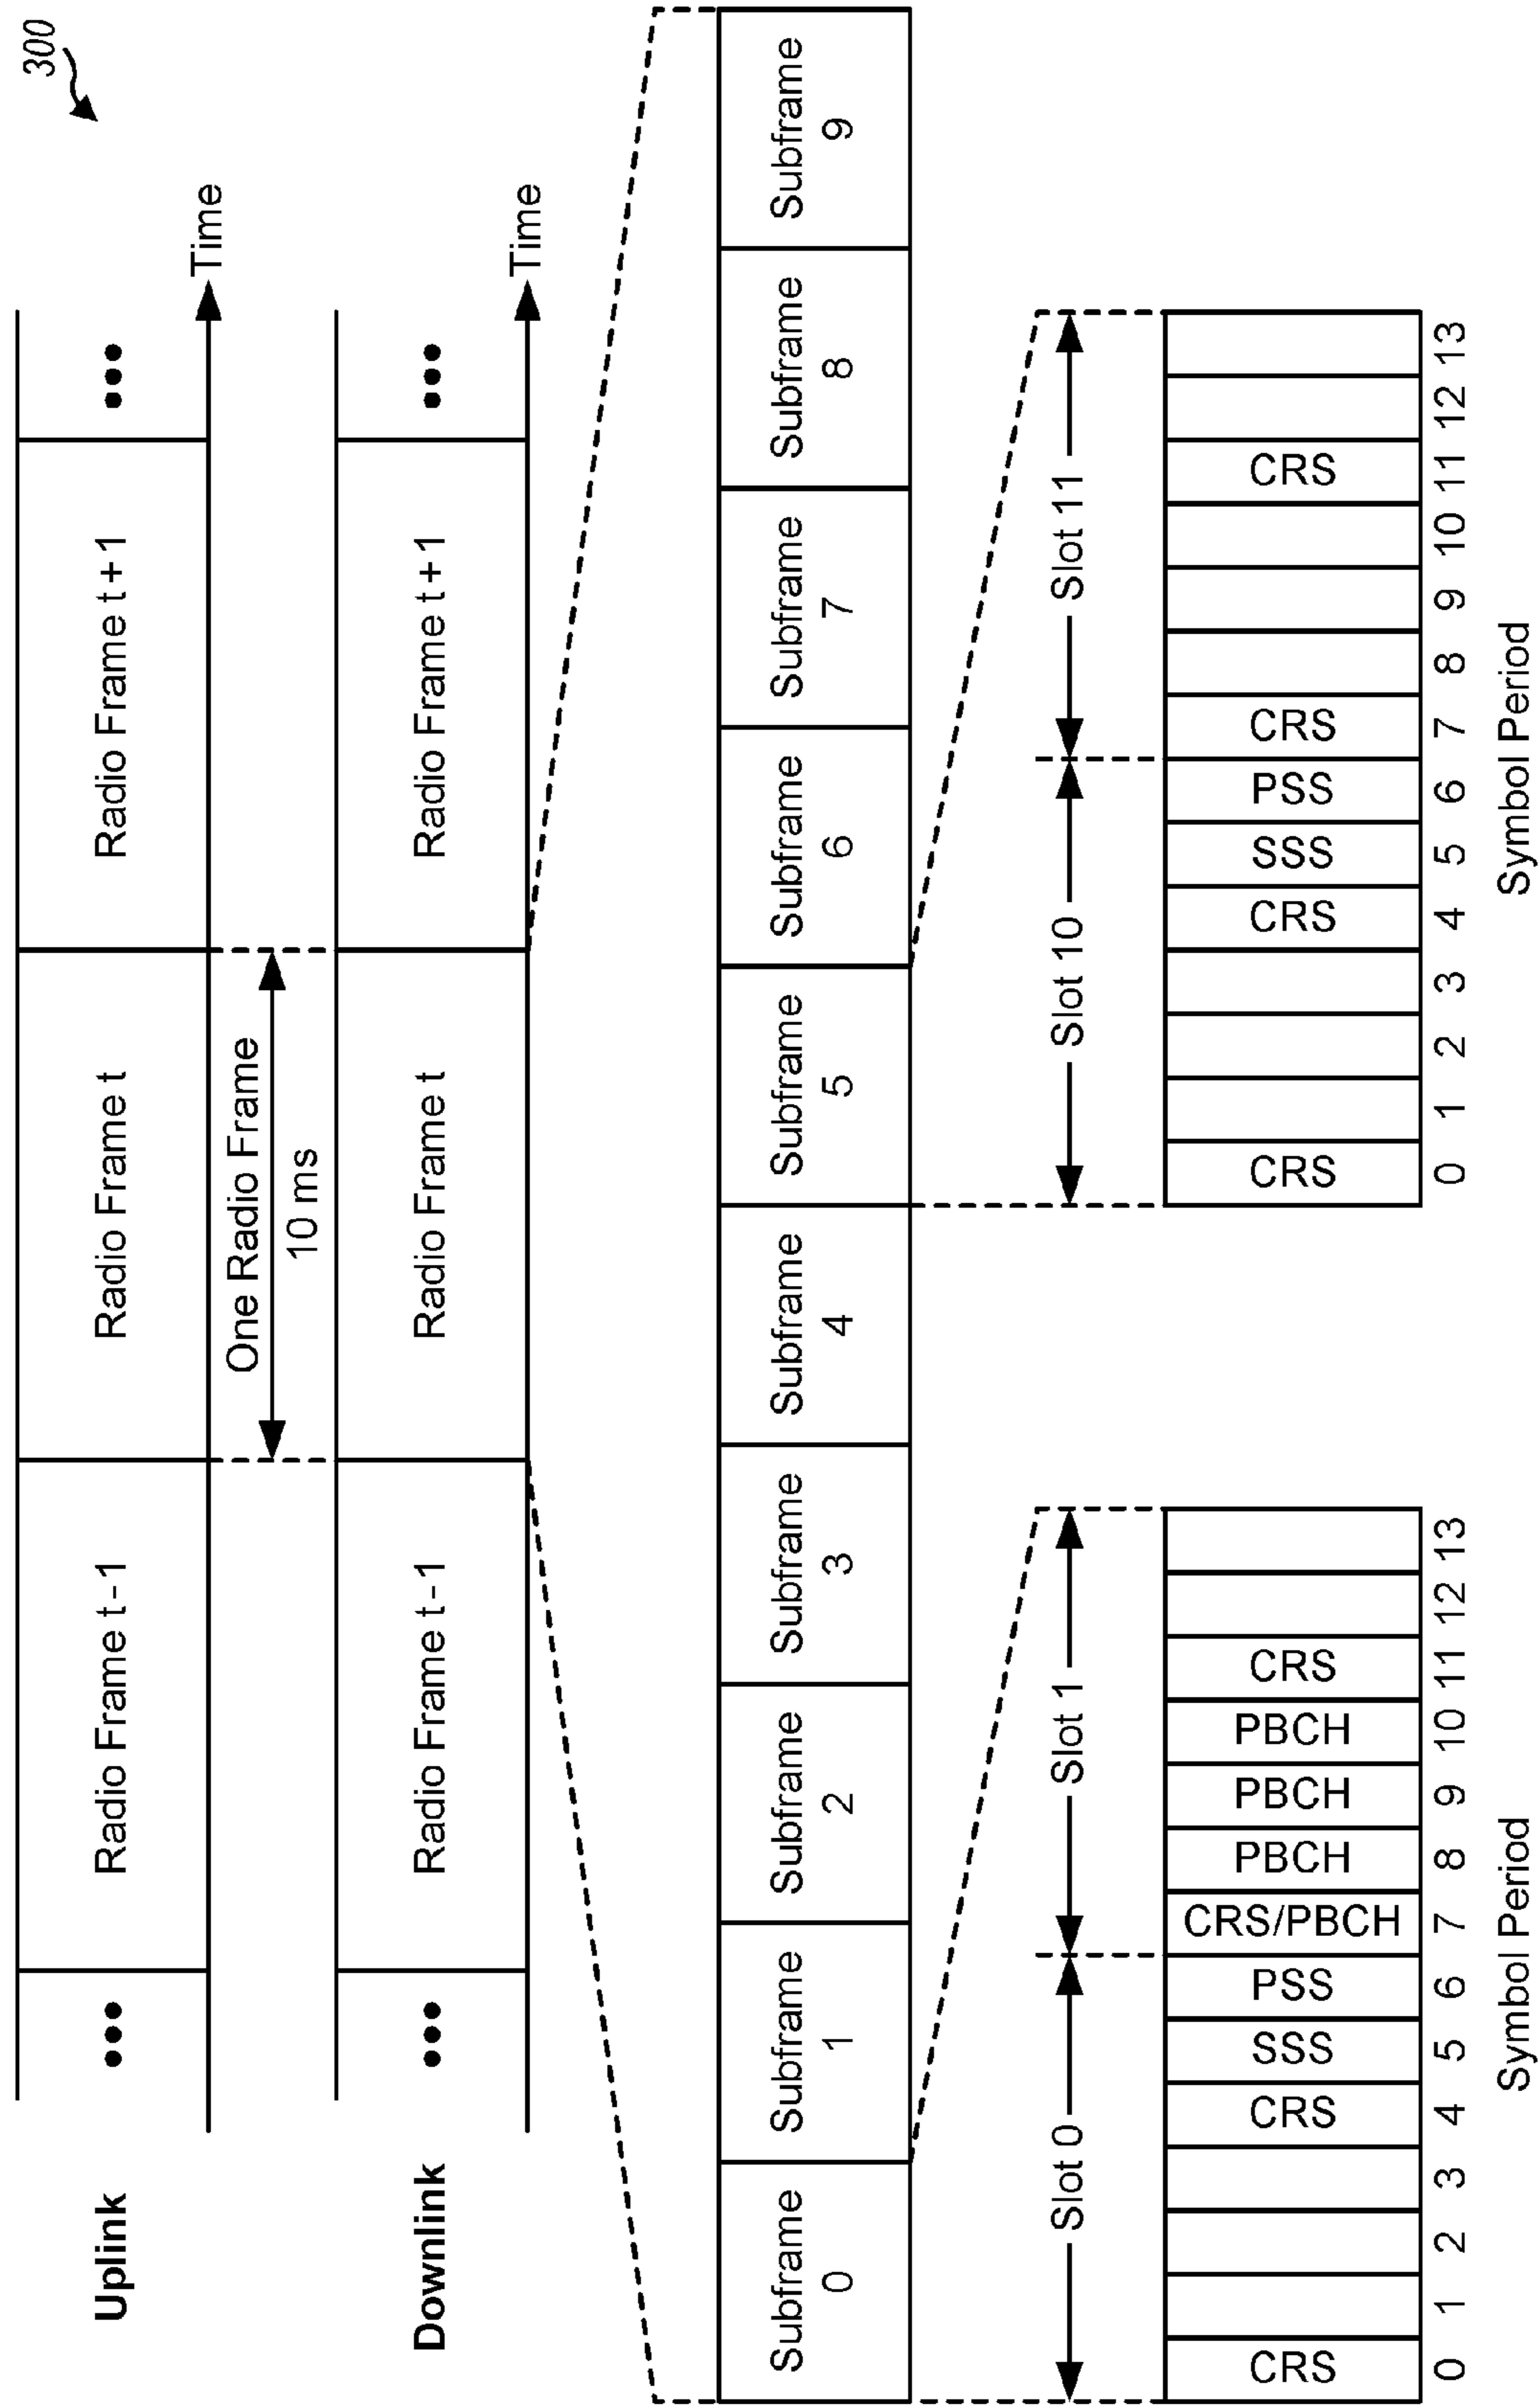 300
Uplink
•••
Radio Frame t - 1
Radio Frame t
Radio Frame t + 1
•••
Time
One Radio Frame
10 ms
Downlink
•••
Radio Frame t - 1
Radio Frame t
Radio Frame t + 1
•••
Time
Subframe
0
Subframe
1
Subframe
2
Subframe
3
Subframe
4
Subframe
5
Subframe
6
Subframe
7
Subframe
8
Subframe
9
Slot 0
Slot 1
CRS
CRS
SSS
PSS
CRS/PBCH
PBCH
PBCH
PBCH
CRS
0 1 2 3 4 5 6 7 8 9 10 11 12 13
Symbol Period
Slot 10
Slot 11
CRS
CRS
SSS
PSS
CRS
CRS
0 1 2 3 4 5 6 7 8 9 10 11 12 13
Symbol Period